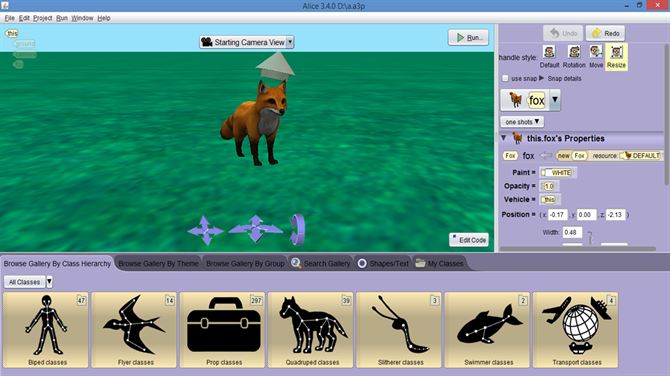 Alice 3.4.0 D:\a.a3p
File Edit Project Run Window Help
this
ground
Starting Camera View
Run...
Undo
Redo
handle style:
Default Rotation Move Resize
use snap Snap details
fox
one shots
this.fox's Properties
Fox fox new Fox resource: DEFAULT
Paint = WHITE
Opacity = 1.0
Vehicle = this
Position = (x: -0.17, y: 0.00 z: -2.13)
Width: 0.48
Edit Code
Browse Gallery By Class Hierarchy Browse Gallery By Theme Browse Gallery By Group Search Gallery Shapes/Text My Classes
All Classes
47 14 297 39 3 2 4
Biped classes Flyer classes Prop classes Quadruped classes Slitherer classes Swimmer classes Transport classes